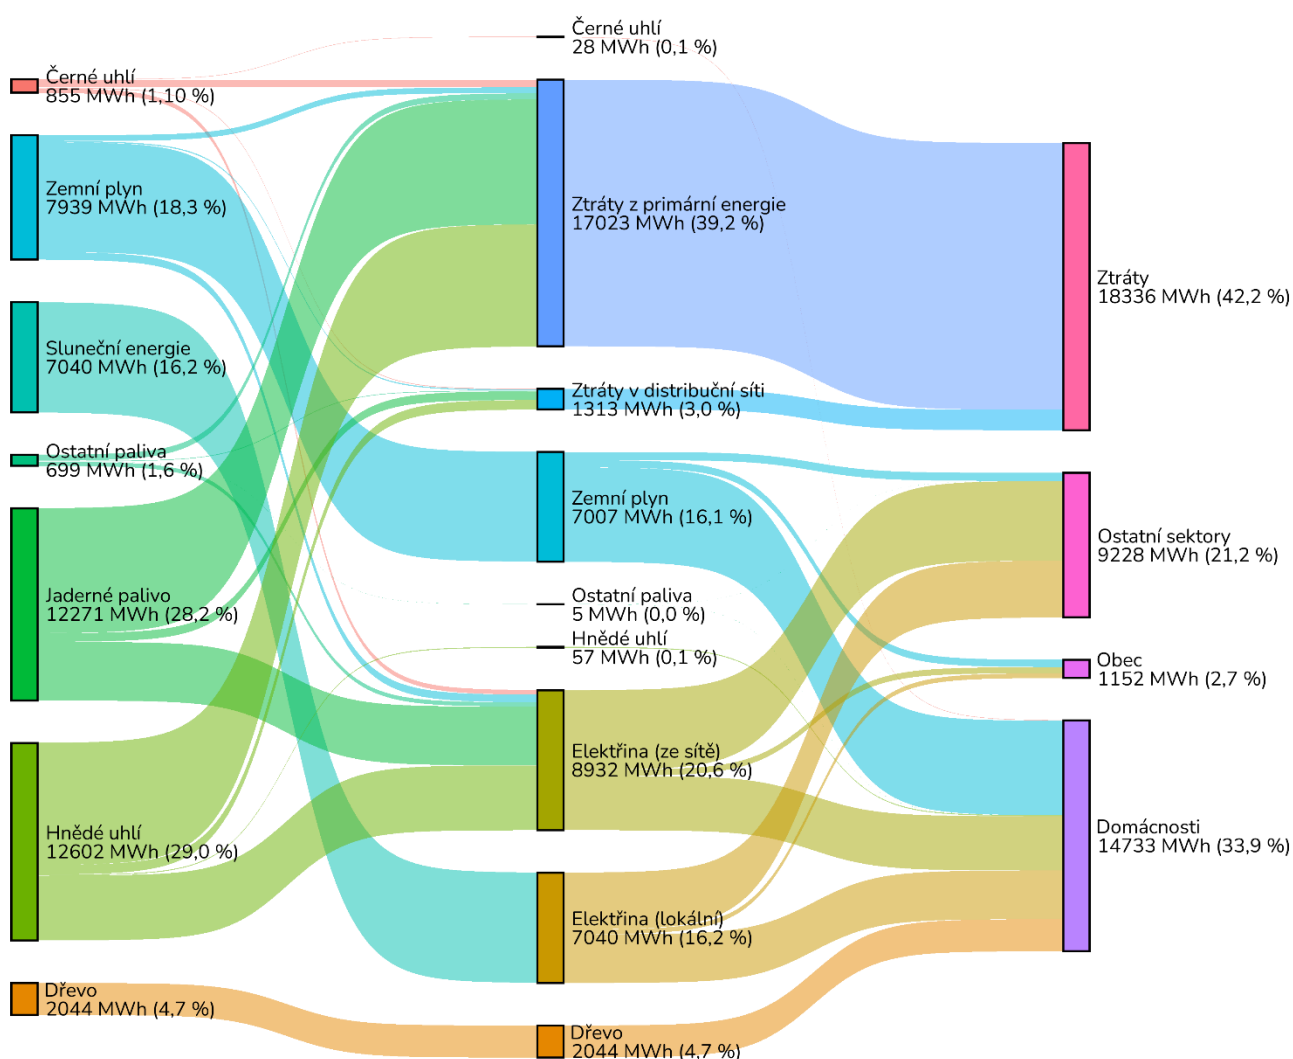 Černé uhlí
855 MWh (1,10 %)
Zemní plyn
7939 MWh (18,3 %)
Sluneční energie
7040 MWh (16,2 %)
Ostatní paliva
699 MWh (1,6 %)
Jaderné palivo
12271 MWh (28,2 %)
Hnědé uhlí
12602 MWh (29,0 %)
Dřevo
2044 MWh (4,7 %)
Černé uhlí
28 MWh (0,1 %)
Ztráty z primární energie
17023 MWh (39,2 %)
Ztráty v distribuční síti
1313 MWh (3,0 %)
Zemní plyn
7007 MWh (16,1 %)
Ostatní paliva
5 MWh (0,0 %)
Hnědé uhlí
57 MWh (0,1 %)
Elektřina (ze sítě)
8932 MWh (20,6 %)
Elektřina (lokální)
7040 MWh (16,2 %)
Dřevo
2044 MWh (4,7 %)
Ztráty
18336 MWh (42,2 %)
Ostatní sektory
9228 MWh (21,2 %)
Obec
1152 MWh (2,7 %)
Domácnosti
14733 MWh (33,9 %)